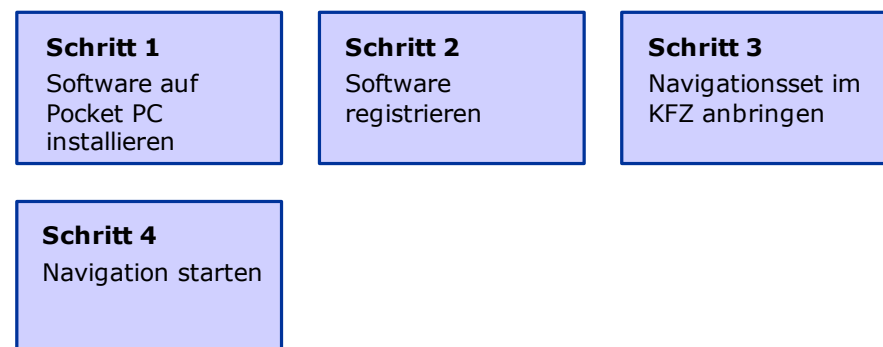 Schritt 1
Software auf
Pocket PC
installieren
Schritt 2
Software
registrieren
Schritt 3
Navigationsset im
KFZ anbringen
Schritt 4
Navigation starten